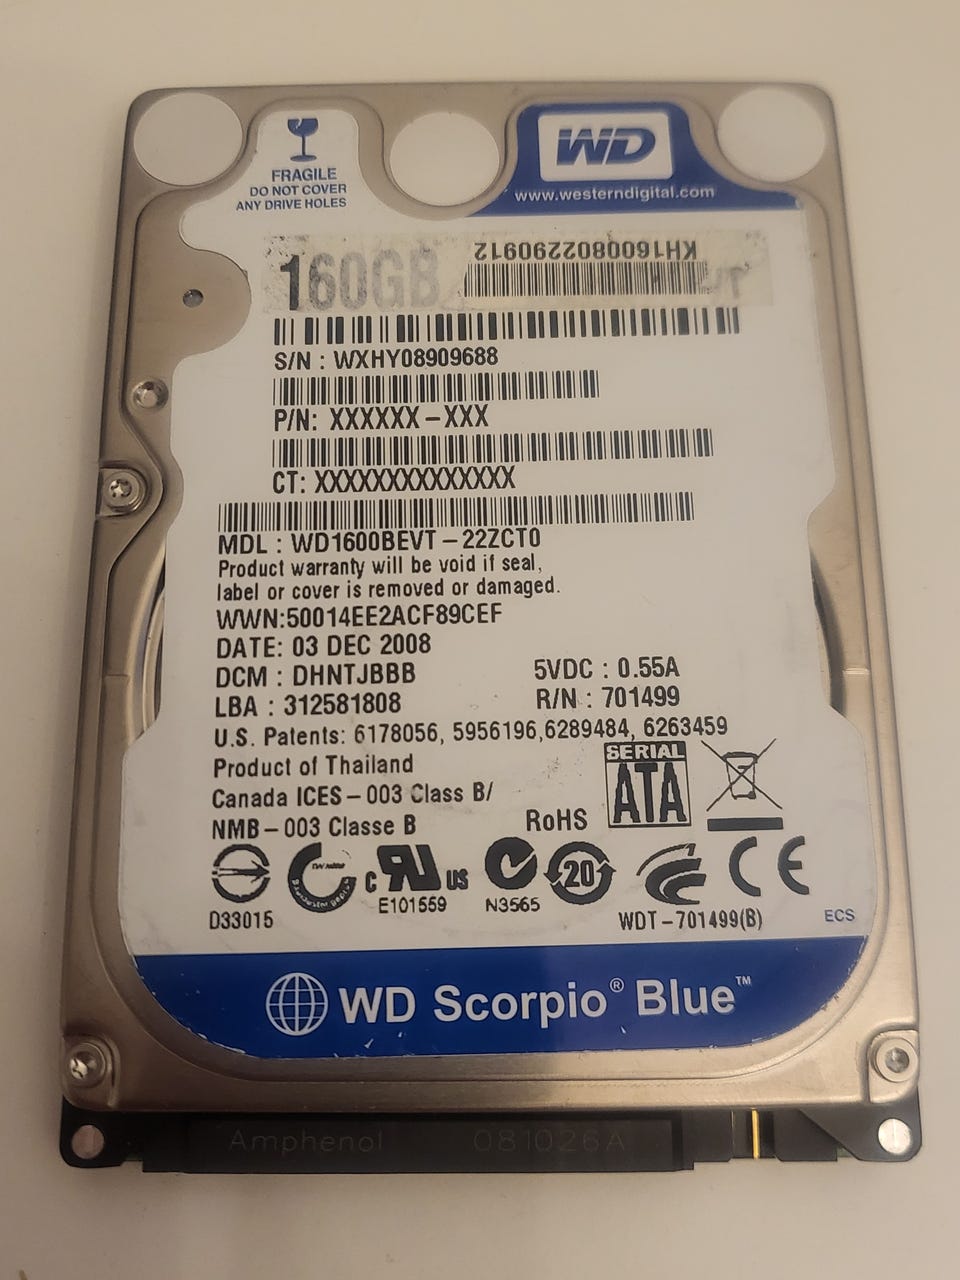 WD
www.westerndigital.com
FRAGILE
DO NOT COVER
ANY DRIVE HOLES
KH1600802290912
160GB
S/N : WXHY08909688
P/N: XXXXXX-XXX
CT: XXXXXXXXXXXXXX
MDL : WD1600BEVT-22ZCT0
Product warranty will be void if seal,
label or cover is removed or damaged.
WWN:50014EE2ACF89CEF
DATE: 03 DEC 2008
DCM : DHNTJBBB 5VDC : 0.55A
LBA : 312581808 R/N : 701499
U.S. Patents: 6178056, 5956196,6289484, 6263459
Product of Thailand
Canada ICES-003 Class B/
NMB-003 Classe B
RoHS
SERIAL
ATA
D33015
c RU US
E101559
N3565
20
CE
WDT-701499(B)
ECS
WD Scorpio® Blue™
Amphenol 081026A